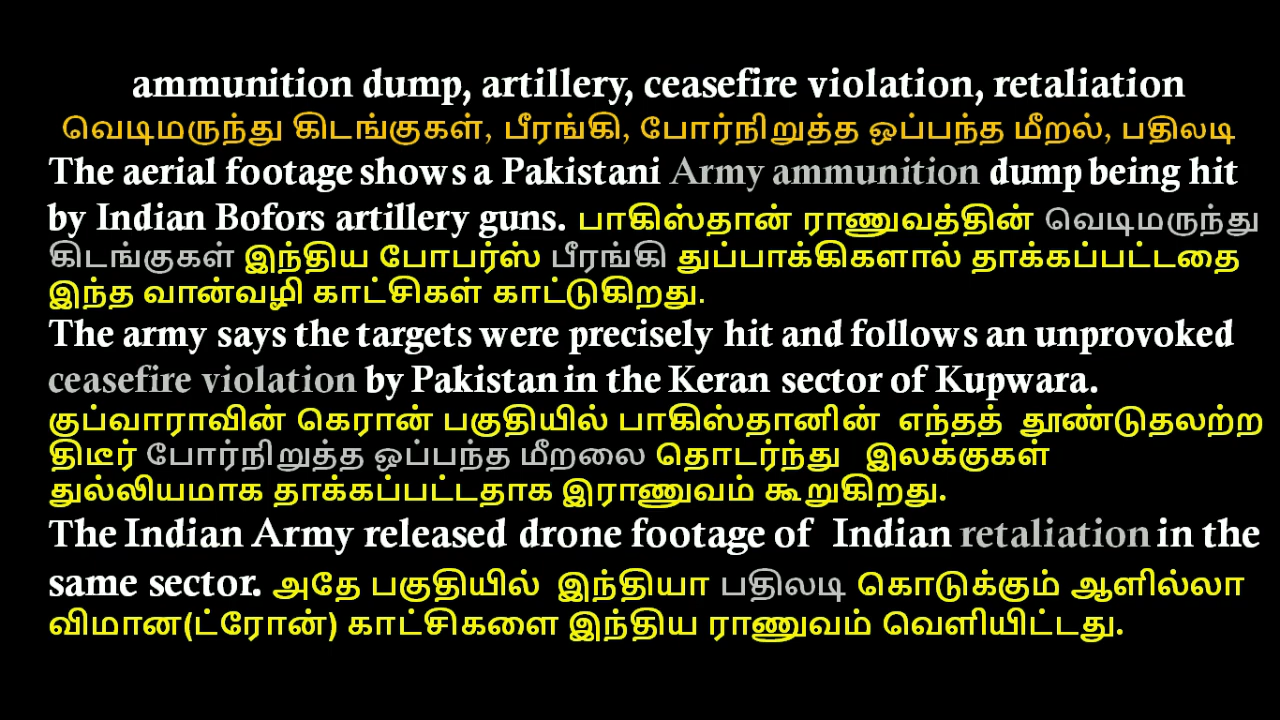 ammunition dump, artillery, ceasefire violation, retaliation
வெடிமருந்து கிடங்குகள், பீரங்கி, போர்நிறுத்த ஒப்பந்த மீறல், பதிலடி
The aerial footage shows a Pakistani Army ammunition dump being hit
by Indian Bofors artillery guns. பாகிஸ்தான் ராணுவத்தின் வெடிமருந்து
கிடங்குகள் இந்திய போபர்ஸ் பீரங்கி துப்பாக்கிகளால் தாக்கப்பட்டதை
இந்த வான்வழி காட்சிகள் காட்டுகிறது.
The army says the targets were precisely hit and follows an unprovoked
ceasefire violation by Pakistan in the Keran sector of Kupwara.
குப்வாராவின் கெரான் பகுதியில் பாகிஸ்தானின் எந்தத் தூண்டுதலற்ற
திடீர் போர்நிறுத்த ஒப்பந்த மீறலை தொடர்ந்து இலக்குகள்
துல்லியமாக தாக்கப்பட்டதாக இராணுவம் கூறுகிறது.
The Indian Army released drone footage of Indian retaliation in the
same sector. அதே பகுதியில் இந்தியா பதிலடி கொடுக்கும் ஆளில்லா
விமான(ட்ரோன்) காட்சிகளை இந்திய ராணுவம் வெளியிட்டது.